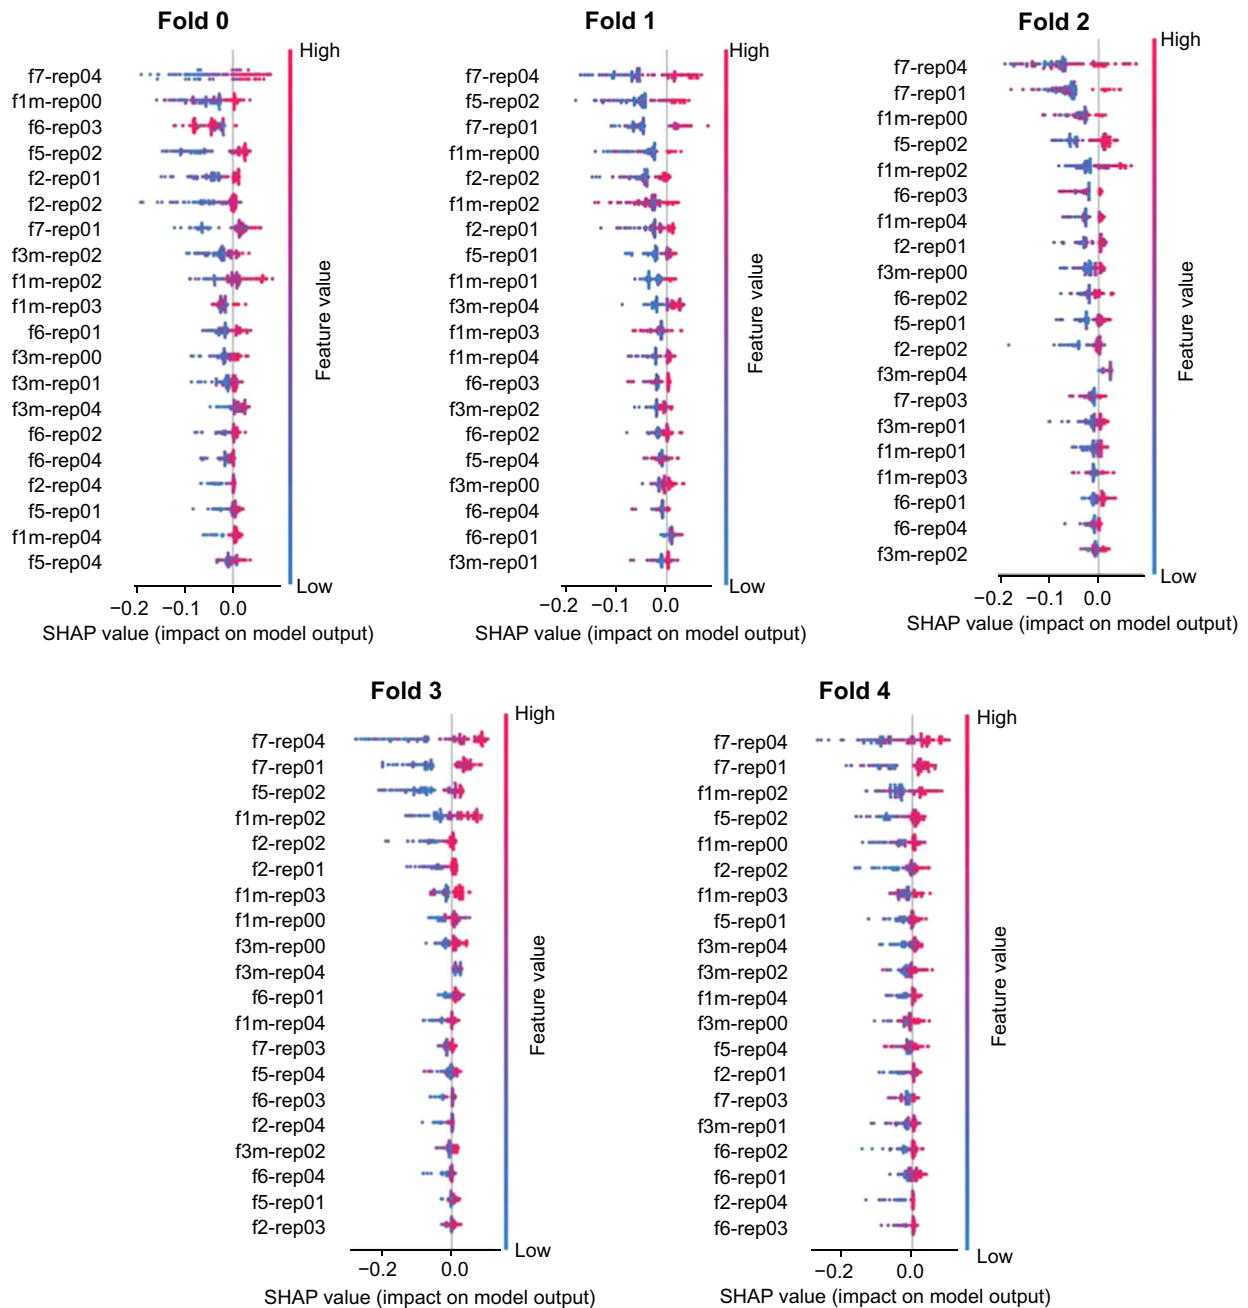 Fold 0
High
f7-rep04
f1m-rep00
f6-rep03
f5-rep02
f2-rep01
f2-rep02
f7-rep01
f3m-rep02
f1m-rep02
f1m-rep03
f6-rep01
f3m-rep00
f3m-rep01
f3m-rep04
f6-rep02
f6-rep04
f2-rep04
f5-rep01
f1m-rep04
f5-rep04
Feature value
Low
−0.2 −0.1 0.0
SHAP value (impact on model output)
Fold 1
High
f7-rep04
f5-rep02
f7-rep01
f1m-rep00
f2-rep02
f1m-rep02
f2-rep01
f5-rep01
f1m-rep01
f3m-rep04
f1m-rep03
f1m-rep04
f6-rep03
f3m-rep02
f6-rep02
f5-rep04
f3m-rep00
f6-rep04
f6-rep01
f3m-rep01
Feature value
Low
−0.2 −0.1 0.0
SHAP value (impact on model output)
Fold 2
High
f7-rep04
f7-rep01
f1m-rep00
f5-rep02
f1m-rep02
f6-rep03
f1m-rep04
f2-rep01
f3m-rep00
f6-rep02
f5-rep01
f2-rep02
f3m-rep04
f7-rep03
f3m-rep01
f1m-rep01
f1m-rep03
f6-rep01
f6-rep04
f3m-rep02
Feature value
Low
−0.2 −0.1 0.0
SHAP value (impact on model output)
Fold 3
High
f7-rep04
f7-rep01
f5-rep02
f1m-rep02
f2-rep02
f2-rep01
f1m-rep03
f1m-rep00
f3m-rep00
f3m-rep04
f6-rep01
f1m-rep04
f7-rep03
f5-rep04
f6-rep03
f2-rep04
f3m-rep02
f6-rep04
f5-rep01
f2-rep03
Feature value
Low
−0.2 0.0
SHAP value (impact on model output)
Fold 4
High
f7-rep04
f7-rep01
f1m-rep02
f5-rep02
f1m-rep00
f2-rep02
f1m-rep03
f5-rep01
f3m-rep04
f3m-rep02
f1m-rep04
f3m-rep00
f5-rep04
f2-rep01
f7-rep03
f3m-rep01
f6-rep02
f6-rep01
f2-rep04
f6-rep03
Feature value
Low
−0.2 0.0
SHAP value (impact on model output)